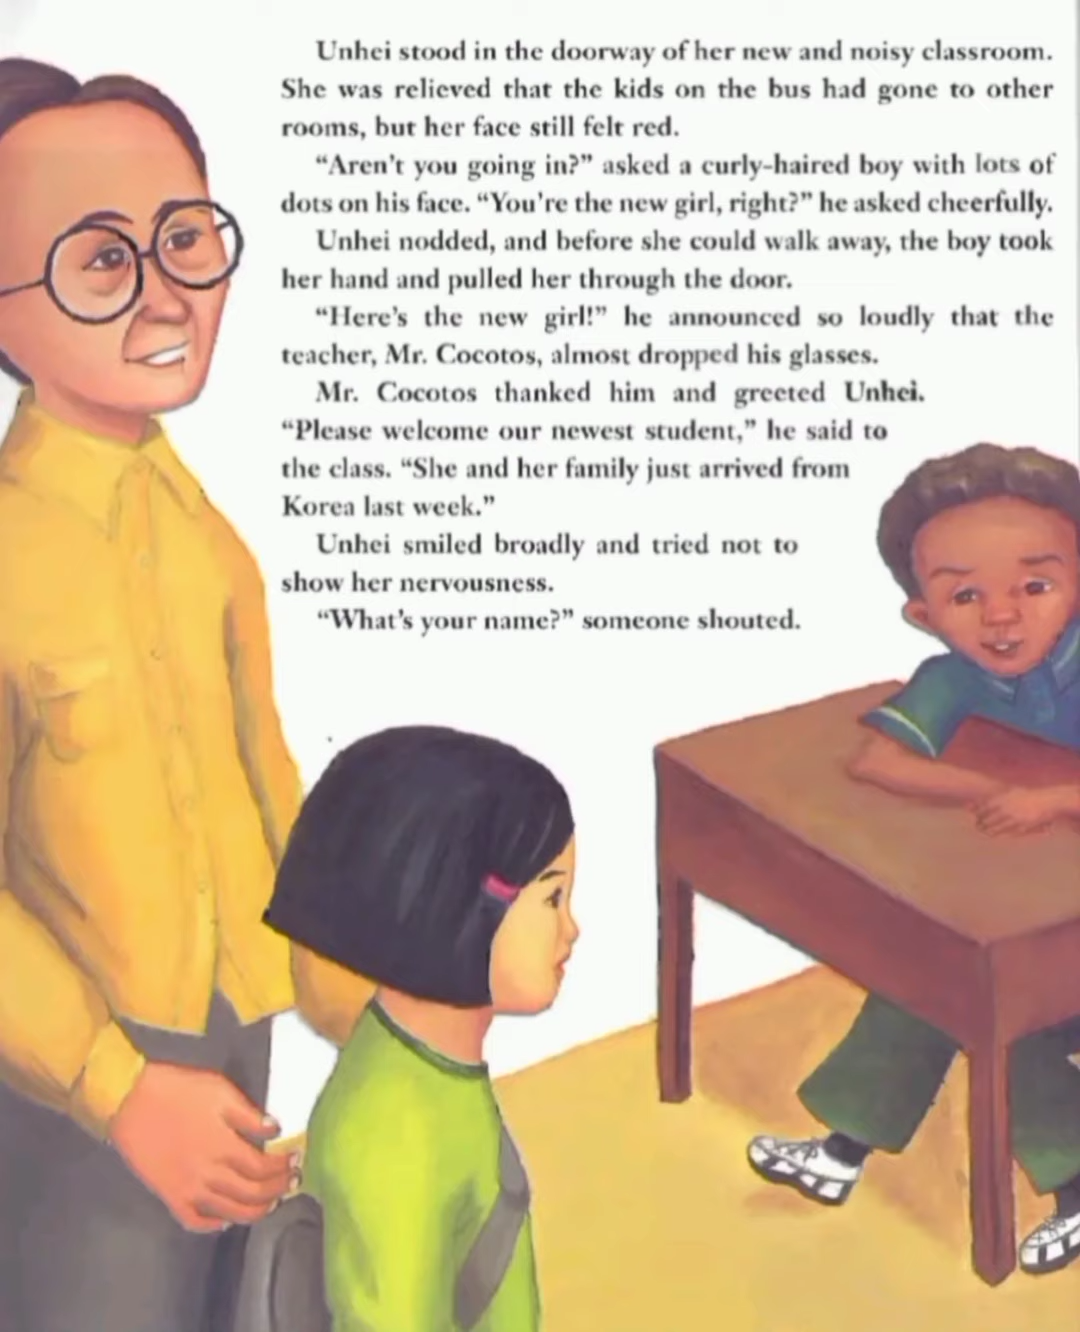 Unhei stood in the doorway of her new and noisy classroom.
She was relieved that the kids on the bus had gone to other
rooms, but her face still felt red.
“Aren't you going in?” asked a curly-haired boy with lots of
dots on his face. “You're the new girl, right?” he asked cheerfully.
Unhei nodded, and before she could walk away, the boy took
her hand and pulled her through the door.
“Here's the new girl!” he announced so loudly that the
teacher, Mr. Cocotos, almost dropped his glasses.
Mr. Cocotos thanked him and greeted Unhei.
“Please welcome our newest student,” he said to
the class. “She and her family just arrived from
Korea last week.”
Unhei smiled broadly and tried not to
show her nervousness.
“What's your name?” someone shouted.